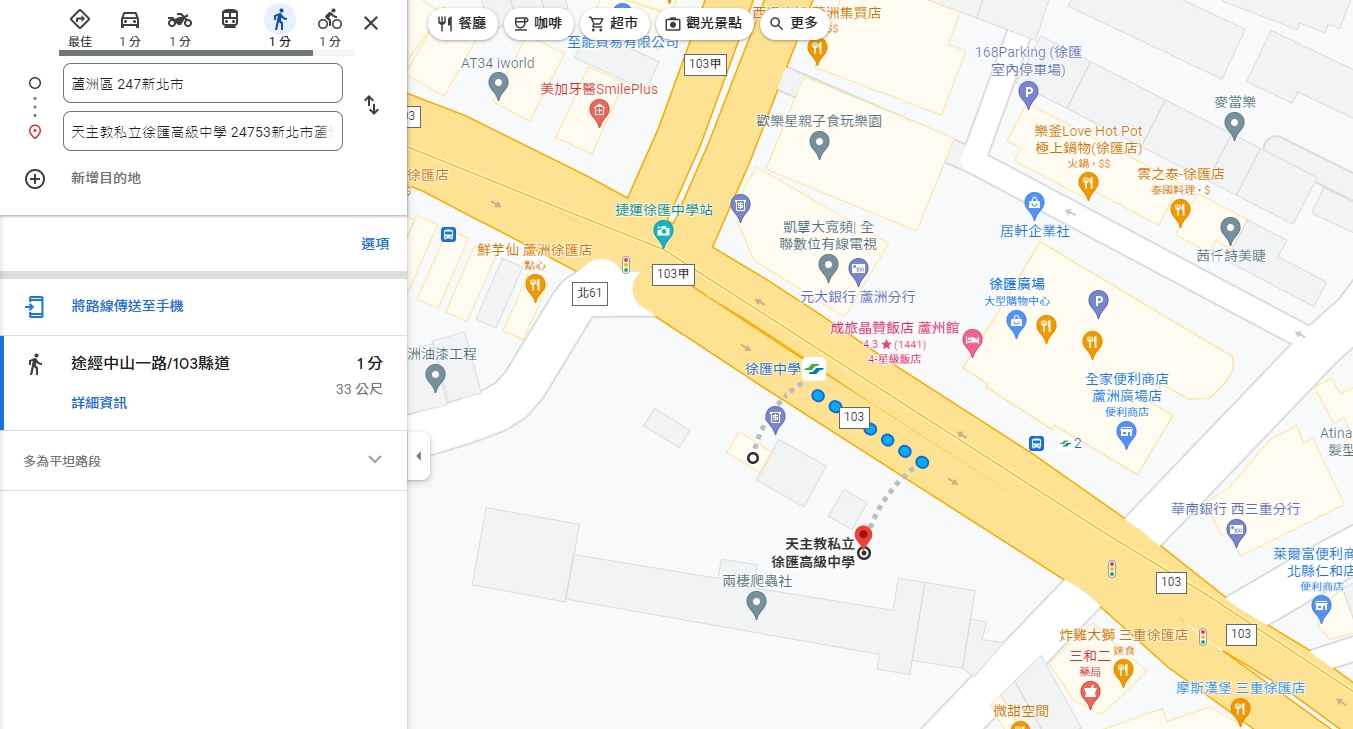 最佳
1 分
1 分
1 分
1 分
蘆洲區 247新北市
天主教私立徐匯高級中學 24753新北市蘆
新增目的地
選項
將路線傳送至手機
途經中山一路/103縣道
1 分
33 公尺
詳細資訊
多為平坦路段
餐廳
咖啡
超市
觀光景點
更多
至能貿易有限公司
AT34 iworld
美加牙醫SmilePlus
103甲
168Parking (徐匯
室內停車場)
麥當樂
歡樂星親子食玩樂園
樂釜Love Hot Pot
極上鍋物(徐匯店)
火鍋・$$
雲之泰-徐匯店
泰國料理・$
徐匯店
捷運徐匯中學站
居軒企業社
茜仟詩美睫
凱擘大寬頻| 全
聯數位有線電視
鮮芋仙 蘆洲徐匯店
點心
103甲
北61
元大銀行 蘆洲分行
徐匯廣場
大型購物中心
成旅晶贊飯店 蘆州館
4.3 ★ (1441)
4-星級飯店
洲油漆工程
徐匯中學
全家便利商店
蘆洲廣場店
便利商店
103
2
Atina
髮型
華南銀行 西三重分行
天主教私立
徐匯高級中學
兩棲爬蟲社
萊爾富便利商
北縣仁和店
便利商店
103
103
炸雞大獅 三重徐匯店
速食
三和二
藥局
摩斯漢堡 三重徐匯店
微甜空間